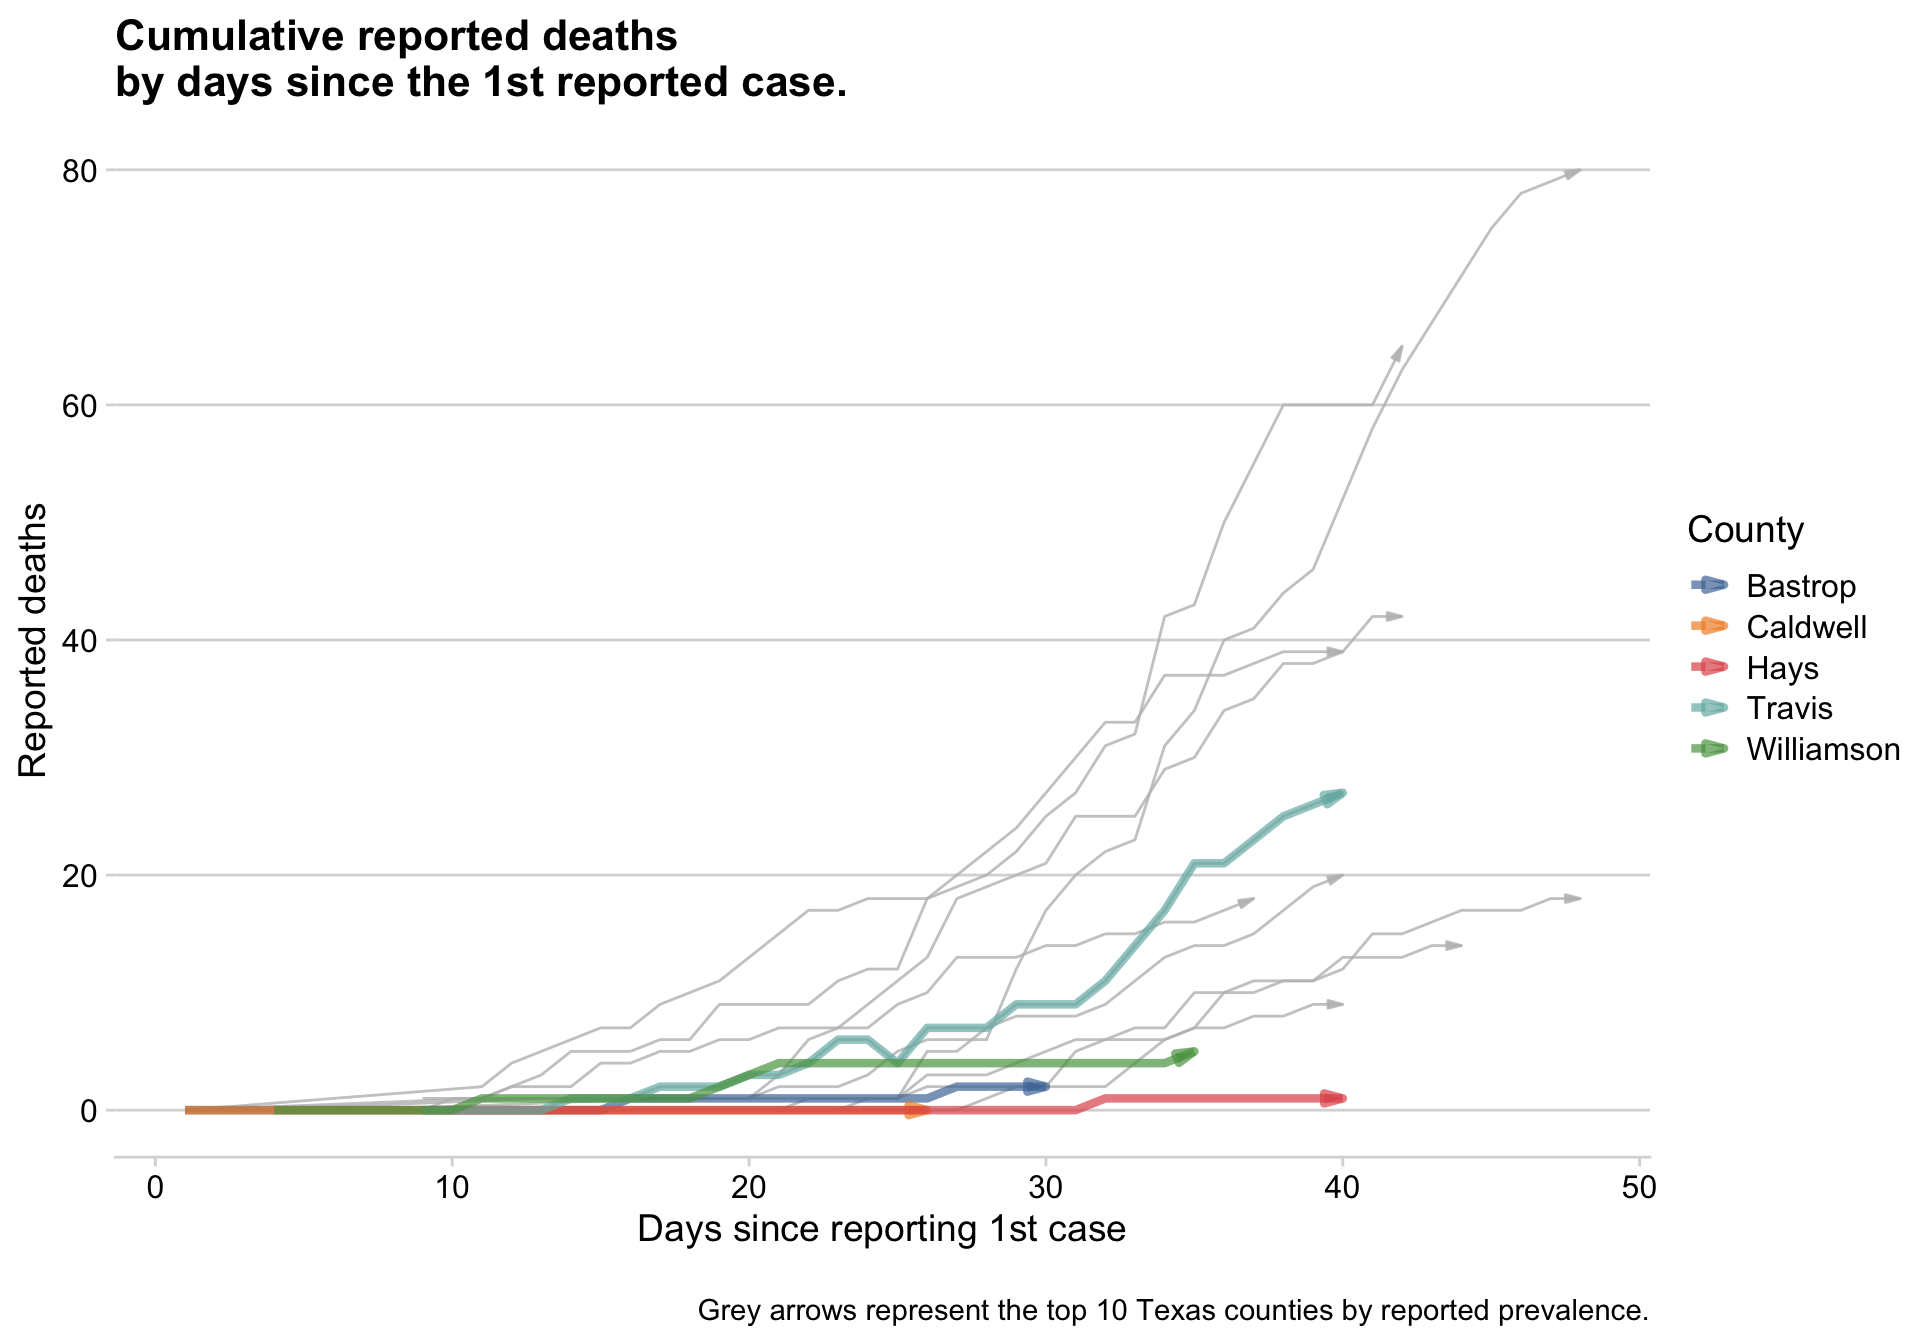 Cumulative reported deaths
by days since the 1st reported case.
80
60
40
20
0
Reported deaths
0 10 20 30 40 50
Days since reporting 1st case
County
Bastrop
Caldwell
Hays
Travis
Williamson
Grey arrows represent the top 10 Texas counties by reported prevalence.